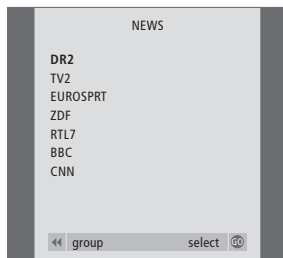 NEWS
DR2
TV2
EUROSPRT
ZDF
RTL7
BBC
CNN
group select GO